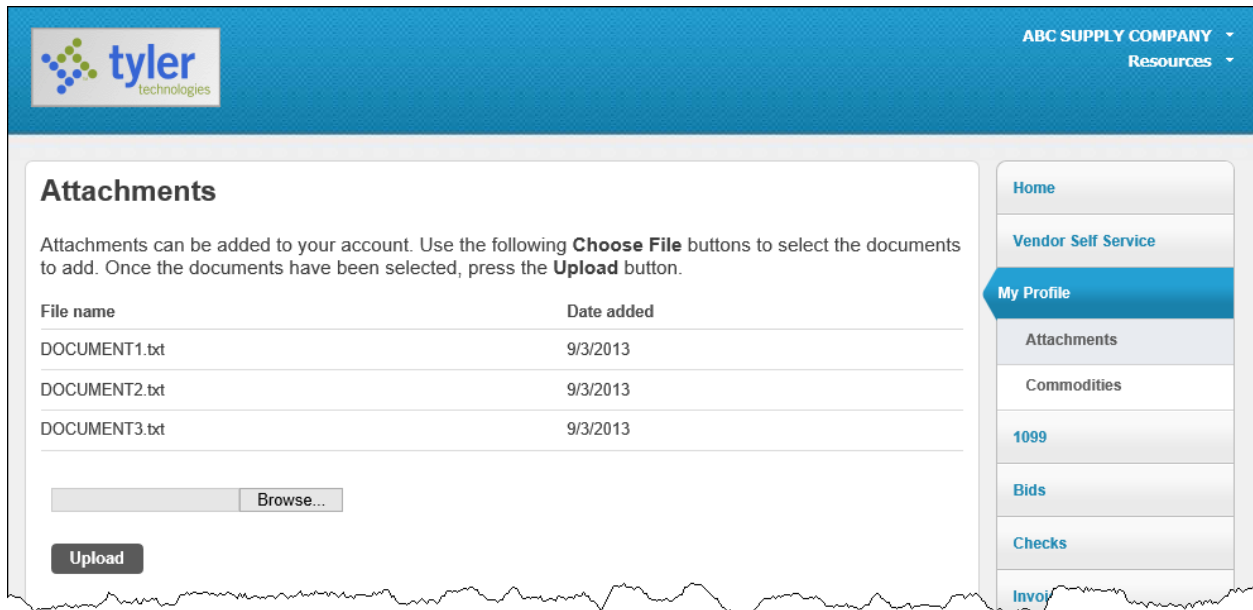 tyler
technologies
ABC SUPPLY COMPANY
Resources
Attachments
Attachments can be added to your account. Use the following Choose File buttons to select the documents
to add. Once the documents have been selected, press the Upload button.
File name Date added
DOCUMENT1.txt 9/3/2013
DOCUMENT2.txt 9/3/2013
DOCUMENT3.txt 9/3/2013
Browse...
Upload
Home
Vendor Self Service
My Profile
Attachments
Commodities
1099
Bids
Checks